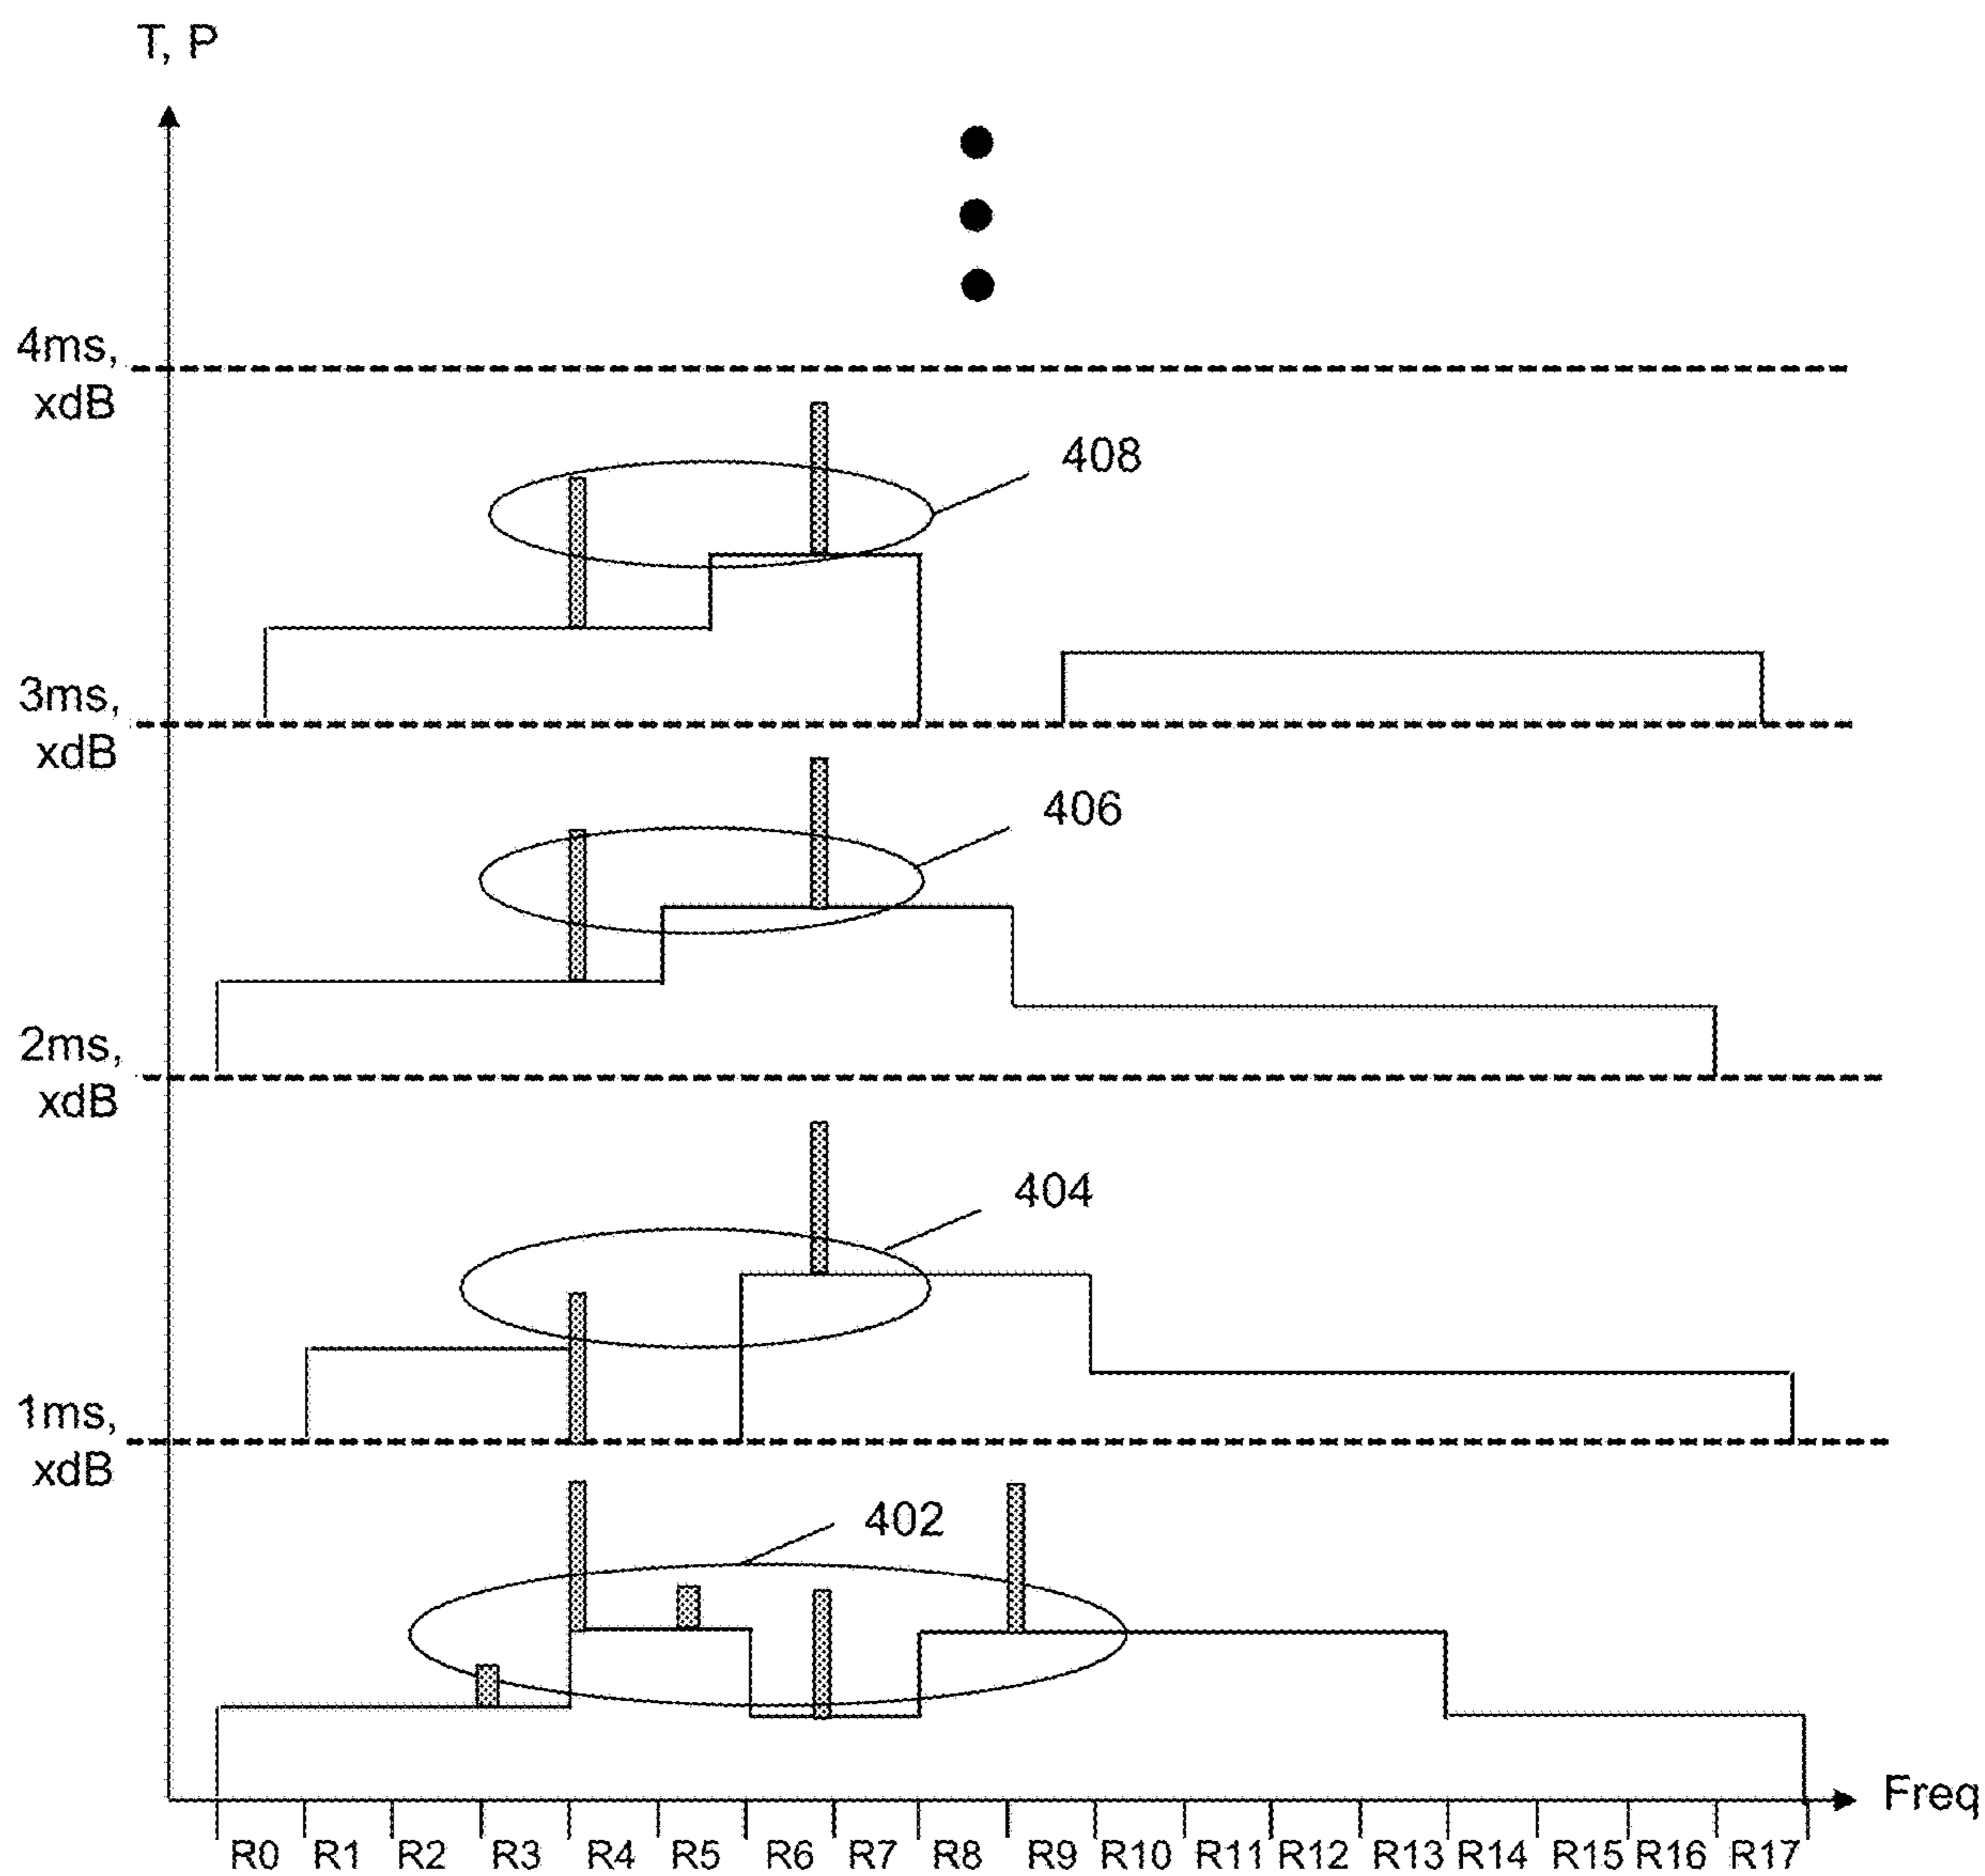 T, P
4ms,
xdB
408
3ms,
xdB
406
2ms,
xdB
404
1ms,
xdB
402
Freq
R0 R1 R2 R3 R4 R5 R6 R7 R8 R9 R10 R11 R12 R13 R14 R15 R16 R17